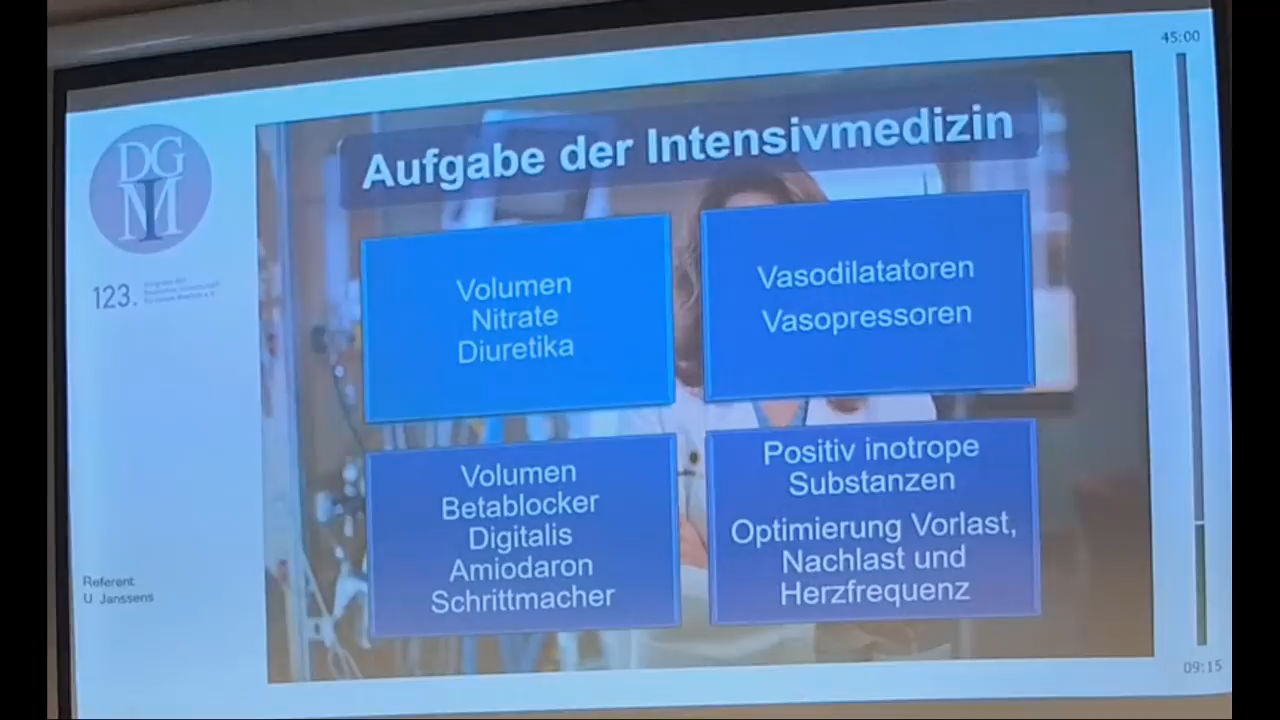 45:00
DG
IM
123.
Aufgabe der Intensivmedizin
Volumen
Nitrate
Diuretika
Vasodilatatoren
Vasopressoren
Volumen
Betablocker
Digitalis
Amiodaron
Schrittmacher
Positiv inotrope
Substanzen
Optimierung Vorlast,
Nachlast und
Herzfrequenz
Referent
U Janssens
09:15